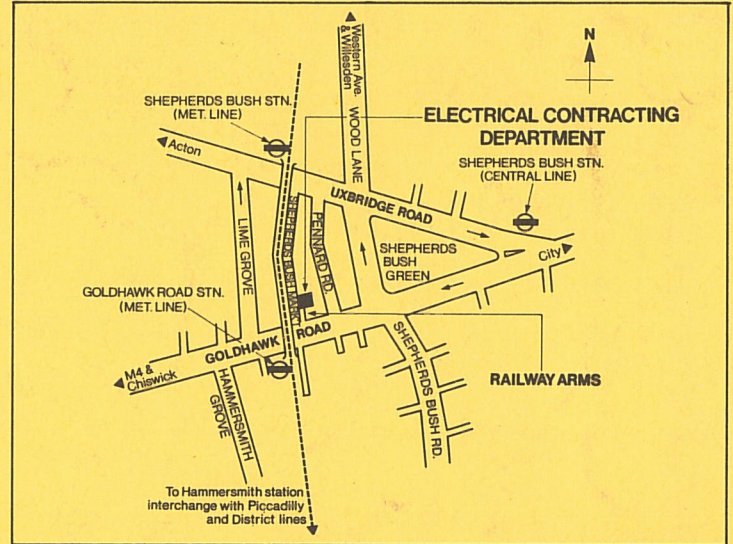 N
Western Ave.
& Willesden
WOOD LANE
SHEPHERDS BUSH STN.
(MET. LINE)
ELECTRICAL CONTRACTING
DEPARTMENT
SHEPHERDS BUSH STN.
(CENTRAL LINE)
Acton
UXBRIDGE ROAD
LIME GROVE
SHEPHERDS BUSH MARKT
PENNARD RD.
SHEPHERDS
BUSH
GREEN
City
GOLDHAWK ROAD STN.
(MET. LINE)
GOLDHAWK ROAD
M4 &
Chiswick
HAMMERSMITH
GROVE
SHEPHERDS BUSH RD.
RAILWAY ARMS
To Hammersmith station
interchange with Piccadilly
and District lines